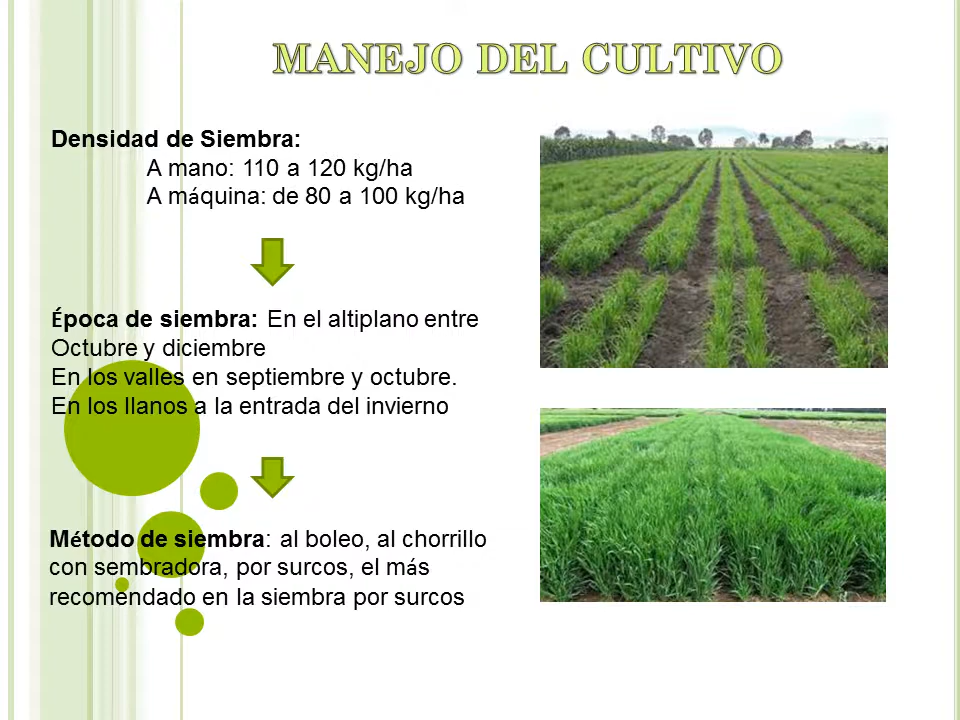 MANEJO DEL CULTIVO
Densidad de Siembra:
A mano: 110 a 120 kg/ha
A máquina: de 80 a 100 kg/ha
Época de siembra: En el altiplano entre
Octubre y diciembre
En los valles en septiembre y octubre.
En los llanos a la entrada del invierno
Método de siembra: al boleo, al chorrillo
con sembradora, por surcos, el más
recomendado en la siembra por surcos